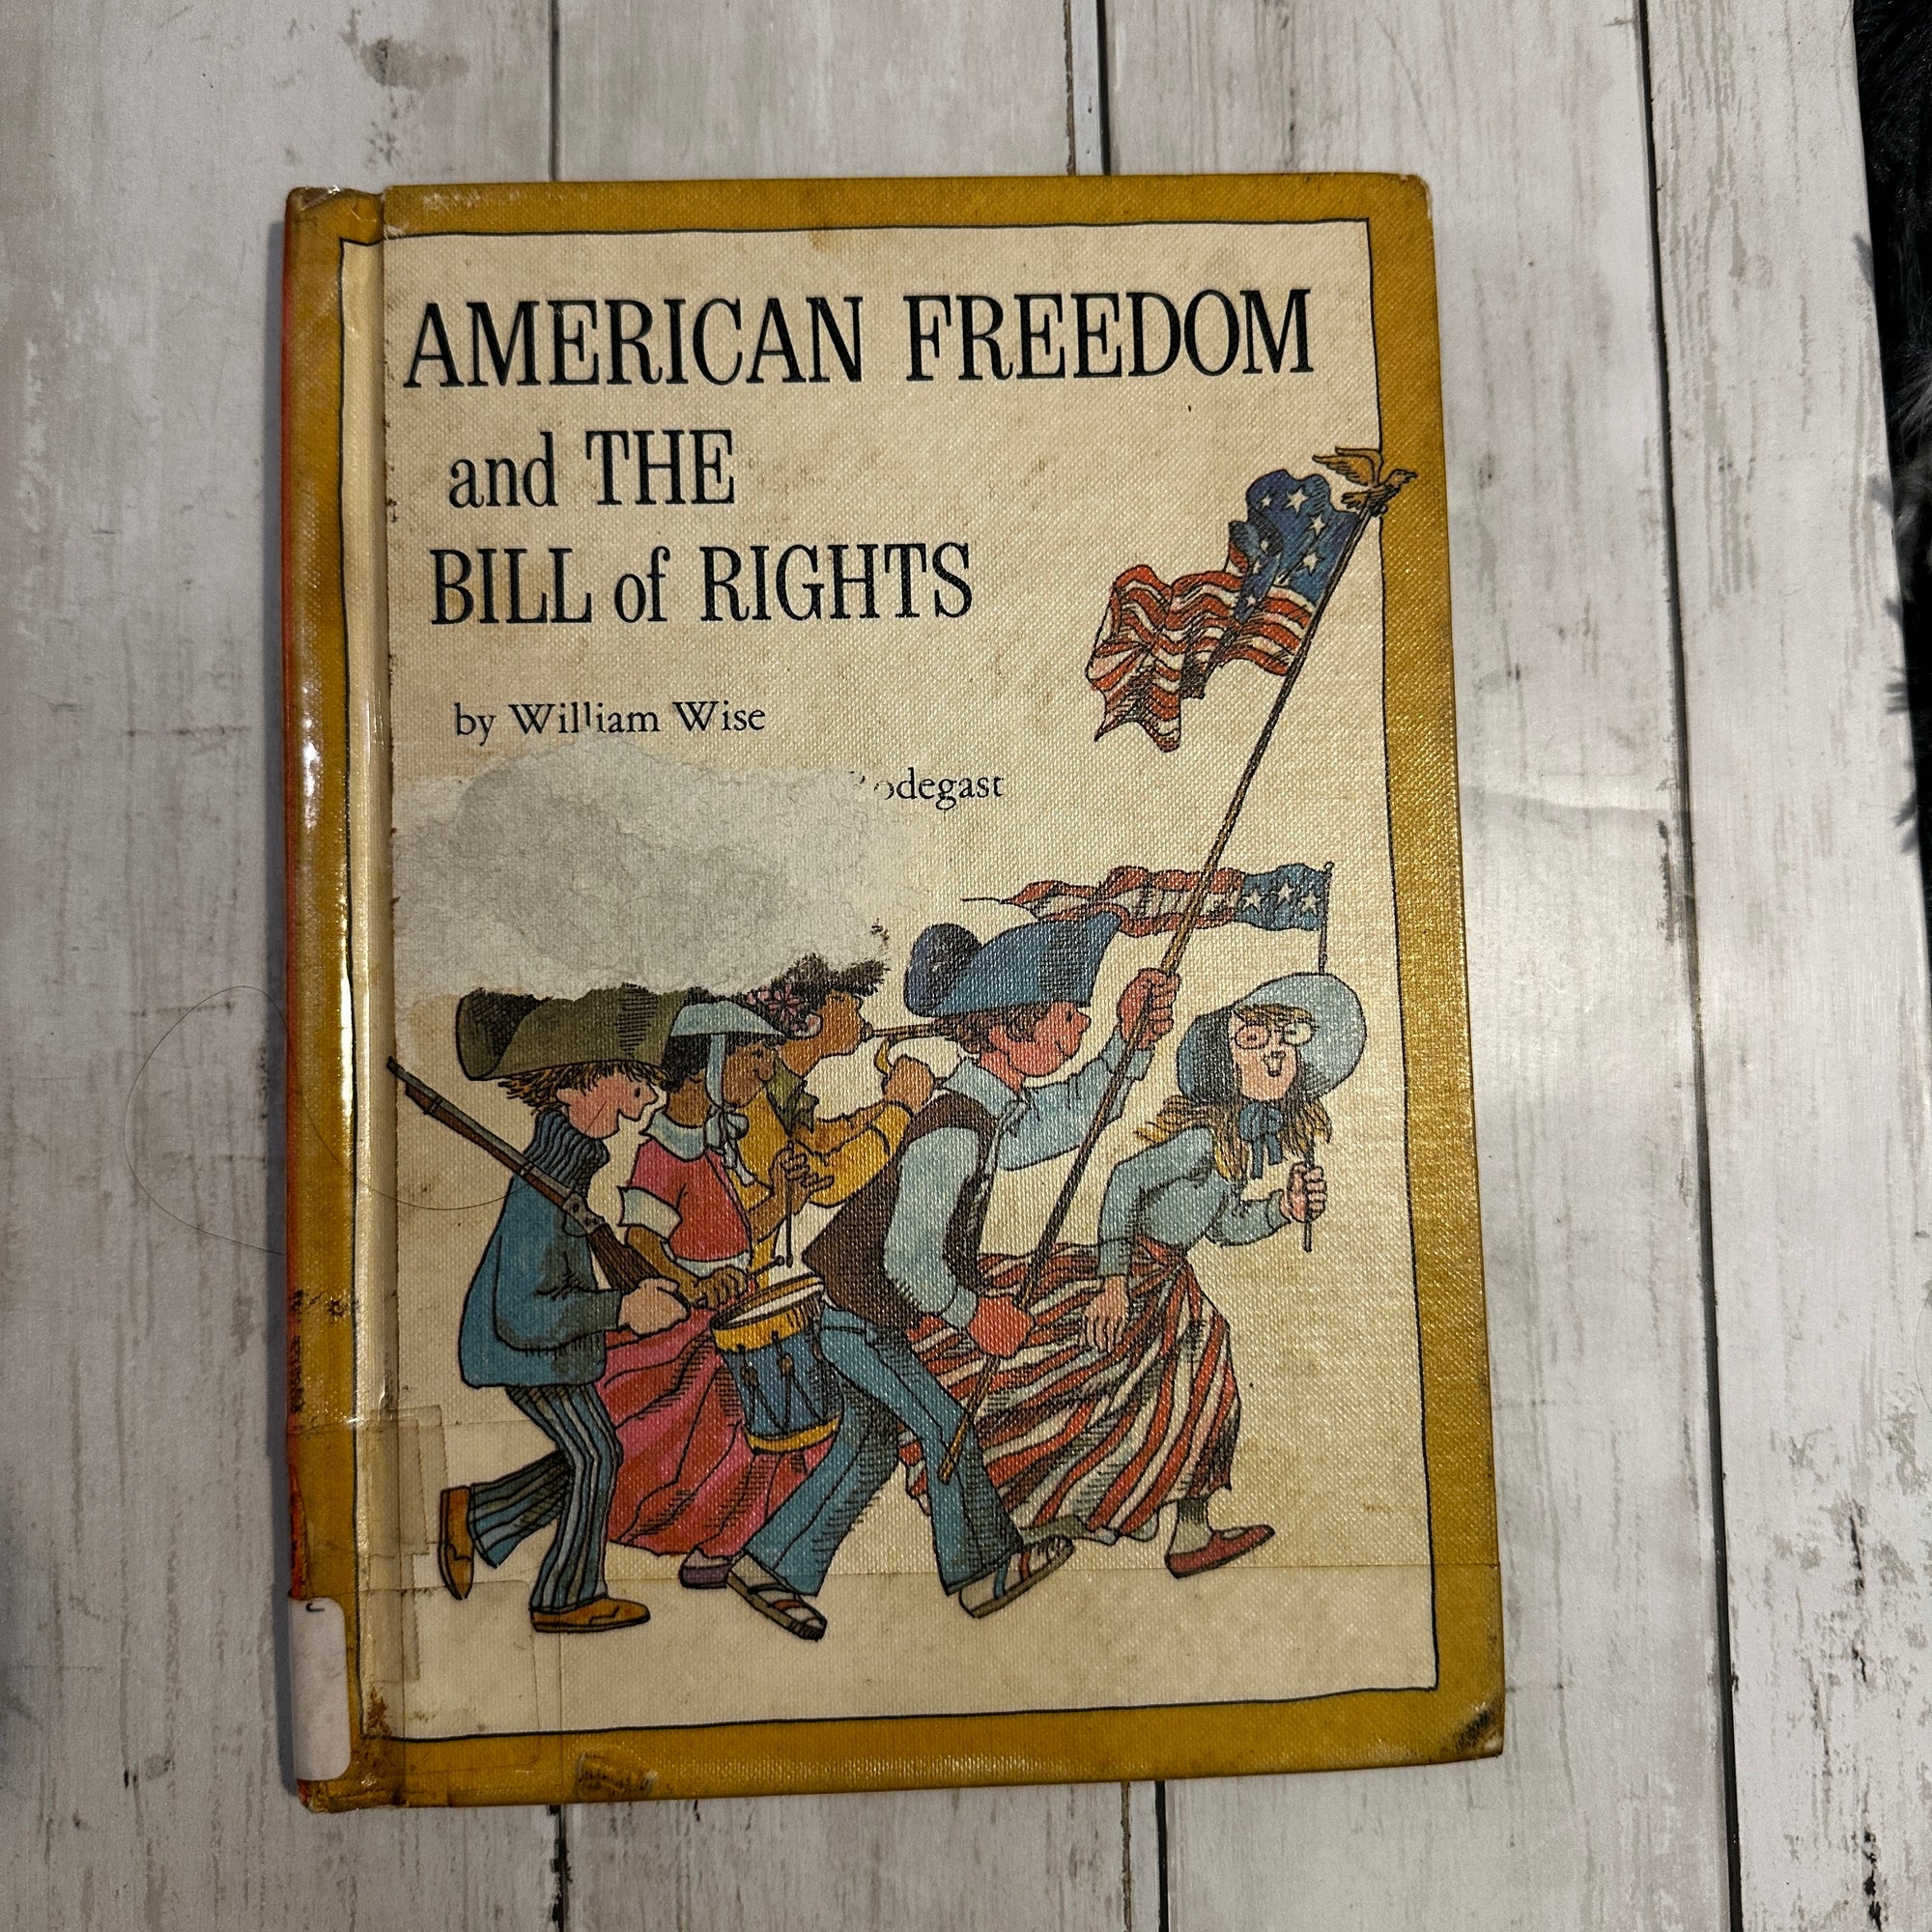 AMERICAN FREEDOM
and THE
BILL of RIGHTS
by William Wise